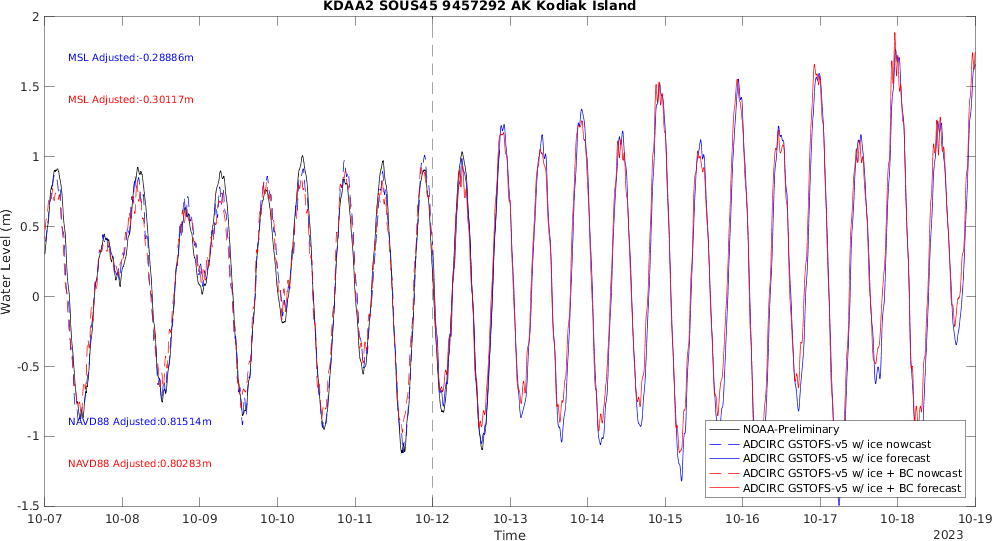 KDAA2 SOUS45 9457292 AK Kodiak Island
2
1.5
1
0.5
0
-0.5
-1
-1.5
Water Level (m)
MSL Adjusted:-0.28886m
MSL Adjusted:-0.30117m
NAVD88 Adjusted:0.81514m
NAVD88 Adjusted:0.80283m
NOAA-Preliminary
ADCIRC GSTOFS-v5 w/ ice nowcast
ADCIRC GSTOFS-v5 w/ ice forecast
ADCIRC GSTOFS-v5 w/ ice + BC nowcast
ADCIRC GSTOFS-v5 w/ ice + BC forecast
10-07 10-08 10-09 10-10 10-11 10-12 10-13 10-14 10-15 10-16 10-17 10-18 10-19
Time
2023